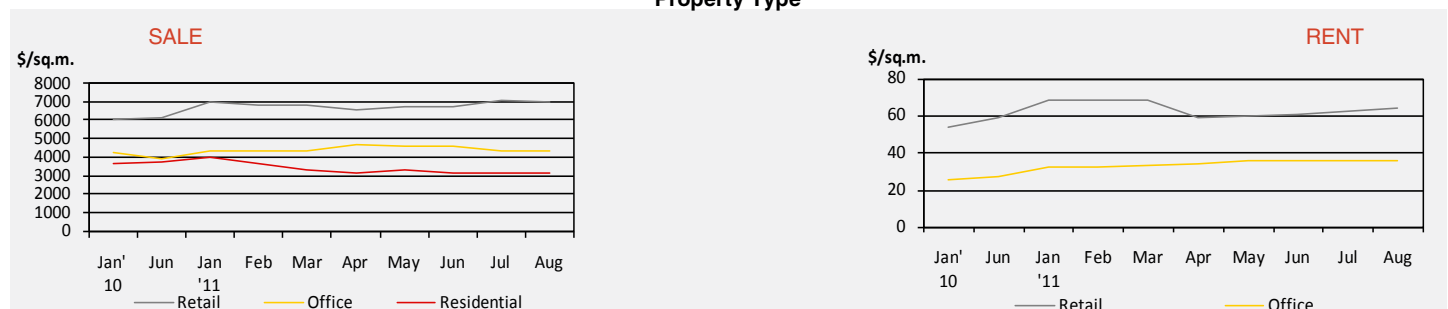 Property Type
SALE
$/sq.m.
8000
7000
6000
5000
4000
3000
2000
1000
0
Jan' 10 Jun Jan '11 Feb Mar Apr May Jun Jul Aug
Retail Office Residential
RENT
$/sq.m.
80
60
40
20
0
Jan' 10 Jun Jan '11 Feb Mar Apr May Jun Jul Aug
Retail Office